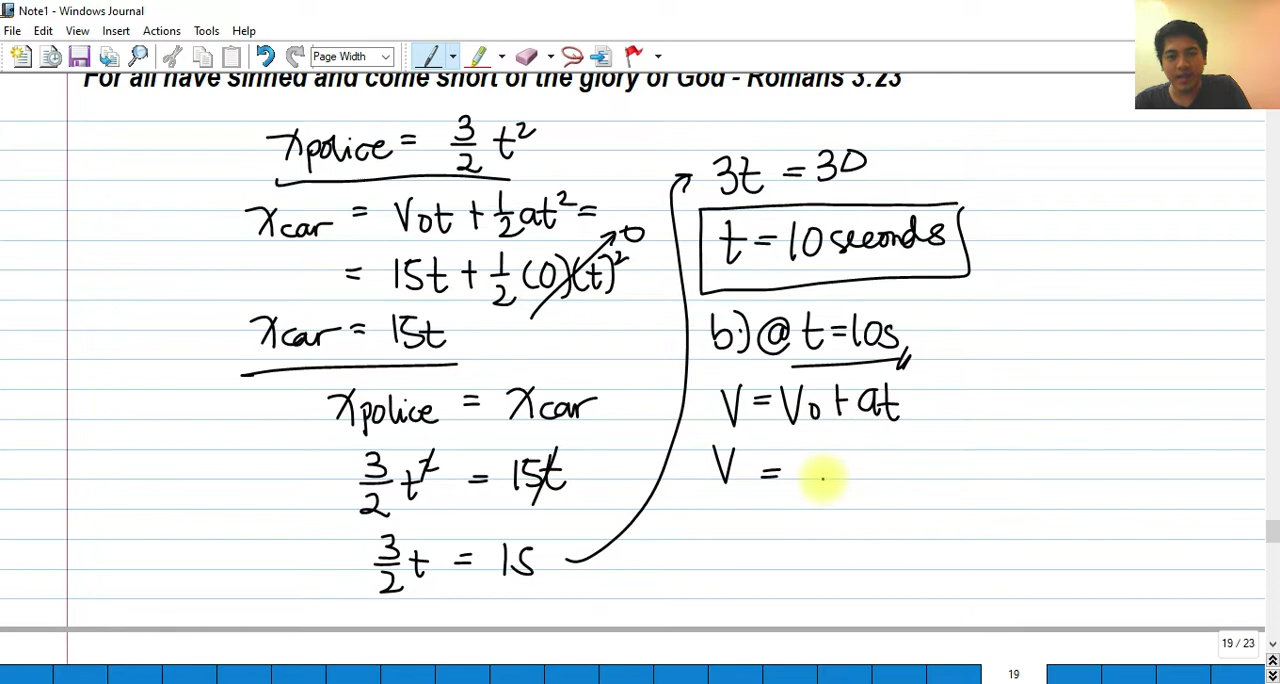 Note1 - Windows Journal
File Edit View Insert Actions Tools Help
Page Width
For all have sinned and come short of the glory of God - Romans 3:23
xpolice = 3/2 t²
xcar = Vot + 1/2 at² =
= 15t + 1/2 (0)(t)² 0
xcar = 15t
xpolice = xcar
3/2 t² = 15t
3/2 t = 15
3t = 30
t = 10 seconds
b.) @ t = 10s
V = Vo + at
V =
19 / 23
19